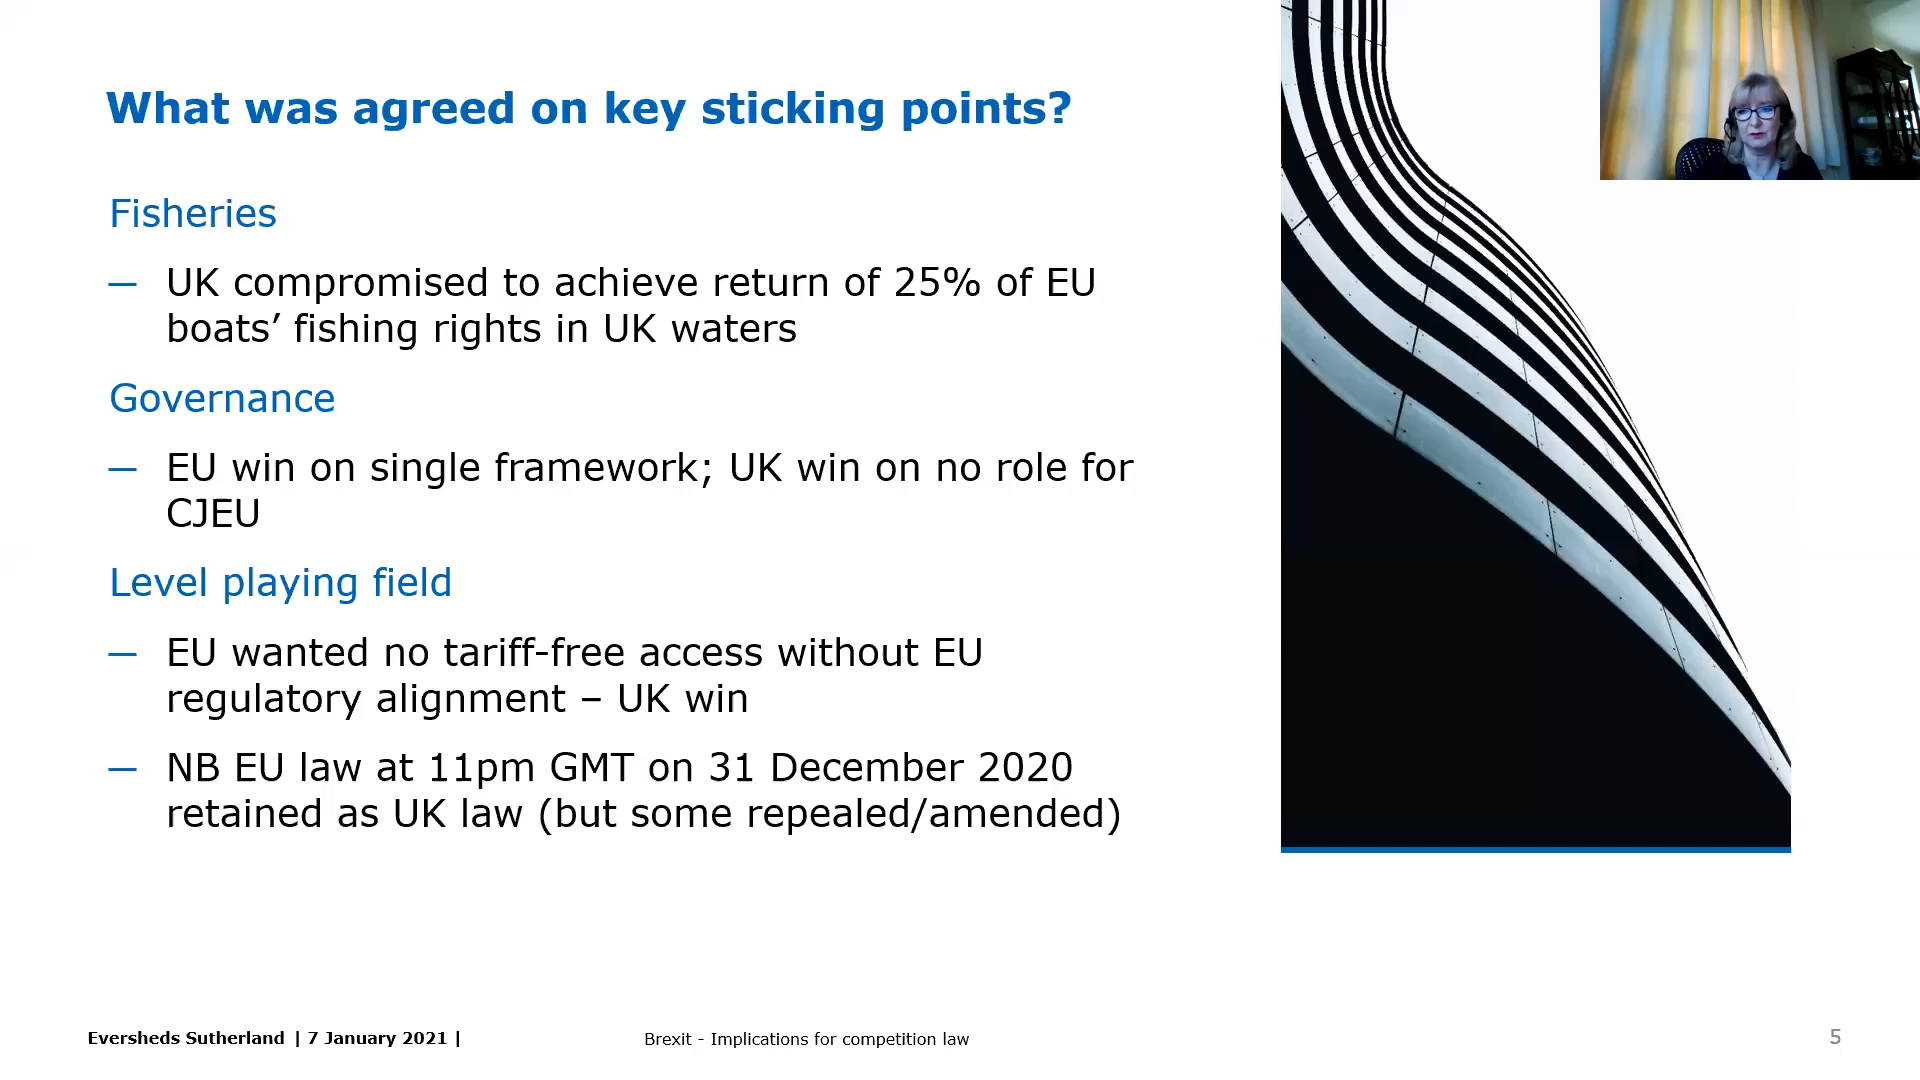 What was agreed on key sticking points?
Fisheries
— UK compromised to achieve return of 25% of EU
boats’ fishing rights in UK waters
Governance
— EU win on single framework; UK win on no role for
CJEU
Level playing field
— EU wanted no tariff-free access without EU
regulatory alignment – UK win
— NB EU law at 11pm GMT on 31 December 2020
retained as UK law (but some repealed/amended)
Eversheds Sutherland | 7 January 2021 |
Brexit - Implications for competition law
5